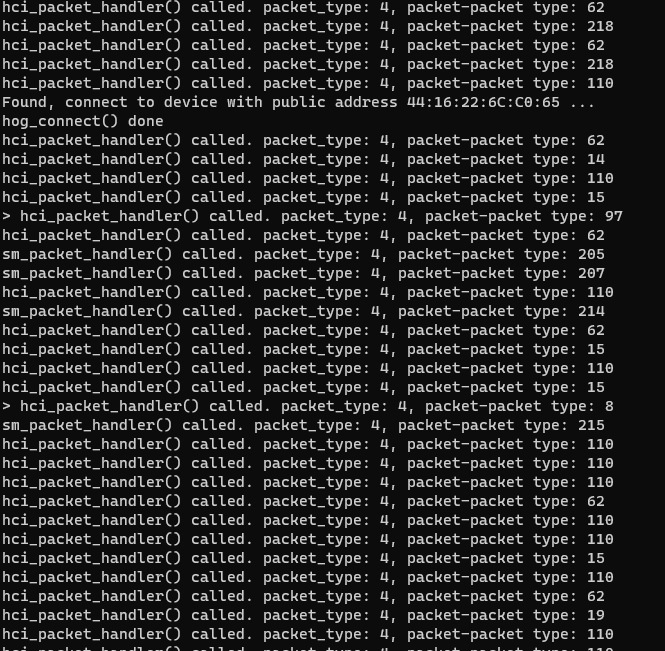 hci_packet_handler() called. packet_type: 4, packet-packet type: 62
hci_packet_handler() called. packet_type: 4, packet-packet type: 218
hci_packet_handler() called. packet_type: 4, packet-packet type: 62
hci_packet_handler() called. packet_type: 4, packet-packet type: 218
hci_packet_handler() called. packet_type: 4, packet-packet type: 110
Found, connect to device with public address 44:16:22:6C:C0:65 ...
hog_connect() done
hci_packet_handler() called. packet_type: 4, packet-packet type: 62
hci_packet_handler() called. packet_type: 4, packet-packet type: 14
hci_packet_handler() called. packet_type: 4, packet-packet type: 110
hci_packet_handler() called. packet_type: 4, packet-packet type: 15
> hci_packet_handler() called. packet_type: 4, packet-packet type: 97
hci_packet_handler() called. packet_type: 4, packet-packet type: 62
sm_packet_handler() called. packet_type: 4, packet-packet type: 205
sm_packet_handler() called. packet_type: 4, packet-packet type: 207
hci_packet_handler() called. packet_type: 4, packet-packet type: 110
sm_packet_handler() called. packet_type: 4, packet-packet type: 214
hci_packet_handler() called. packet_type: 4, packet-packet type: 62
hci_packet_handler() called. packet_type: 4, packet-packet type: 15
hci_packet_handler() called. packet_type: 4, packet-packet type: 110
hci_packet_handler() called. packet_type: 4, packet-packet type: 15
> hci_packet_handler() called. packet_type: 4, packet-packet type: 8
sm_packet_handler() called. packet_type: 4, packet-packet type: 215
hci_packet_handler() called. packet_type: 4, packet-packet type: 110
hci_packet_handler() called. packet_type: 4, packet-packet type: 110
hci_packet_handler() called. packet_type: 4, packet-packet type: 110
hci_packet_handler() called. packet_type: 4, packet-packet type: 62
hci_packet_handler() called. packet_type: 4, packet-packet type: 110
hci_packet_handler() called. packet_type: 4, packet-packet type: 110
hci_packet_handler() called. packet_type: 4, packet-packet type: 15
hci_packet_handler() called. packet_type: 4, packet-packet type: 110
hci_packet_handler() called. packet_type: 4, packet-packet type: 62
hci_packet_handler() called. packet_type: 4, packet-packet type: 19
hci_packet_handler() called. packet_type: 4, packet-packet type: 110